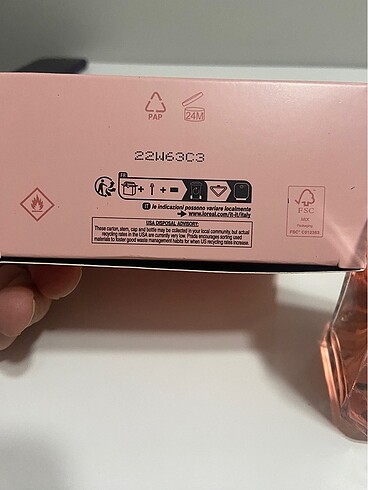 PAP
24M
22W63C3
FR
+ +
IT le indicazioni possono variare localmente
www.loreal.com/it-it/italy
USA DISPOSAL ADVISORY:
These carton, stem, cap and bottle may be collected in your local community, but actual
recycling rates in the USA are currently very low. Prada encourages sorting used
materials to foster good waste management habits for when US recycling rates increase.
FSC
MIX
Packaging